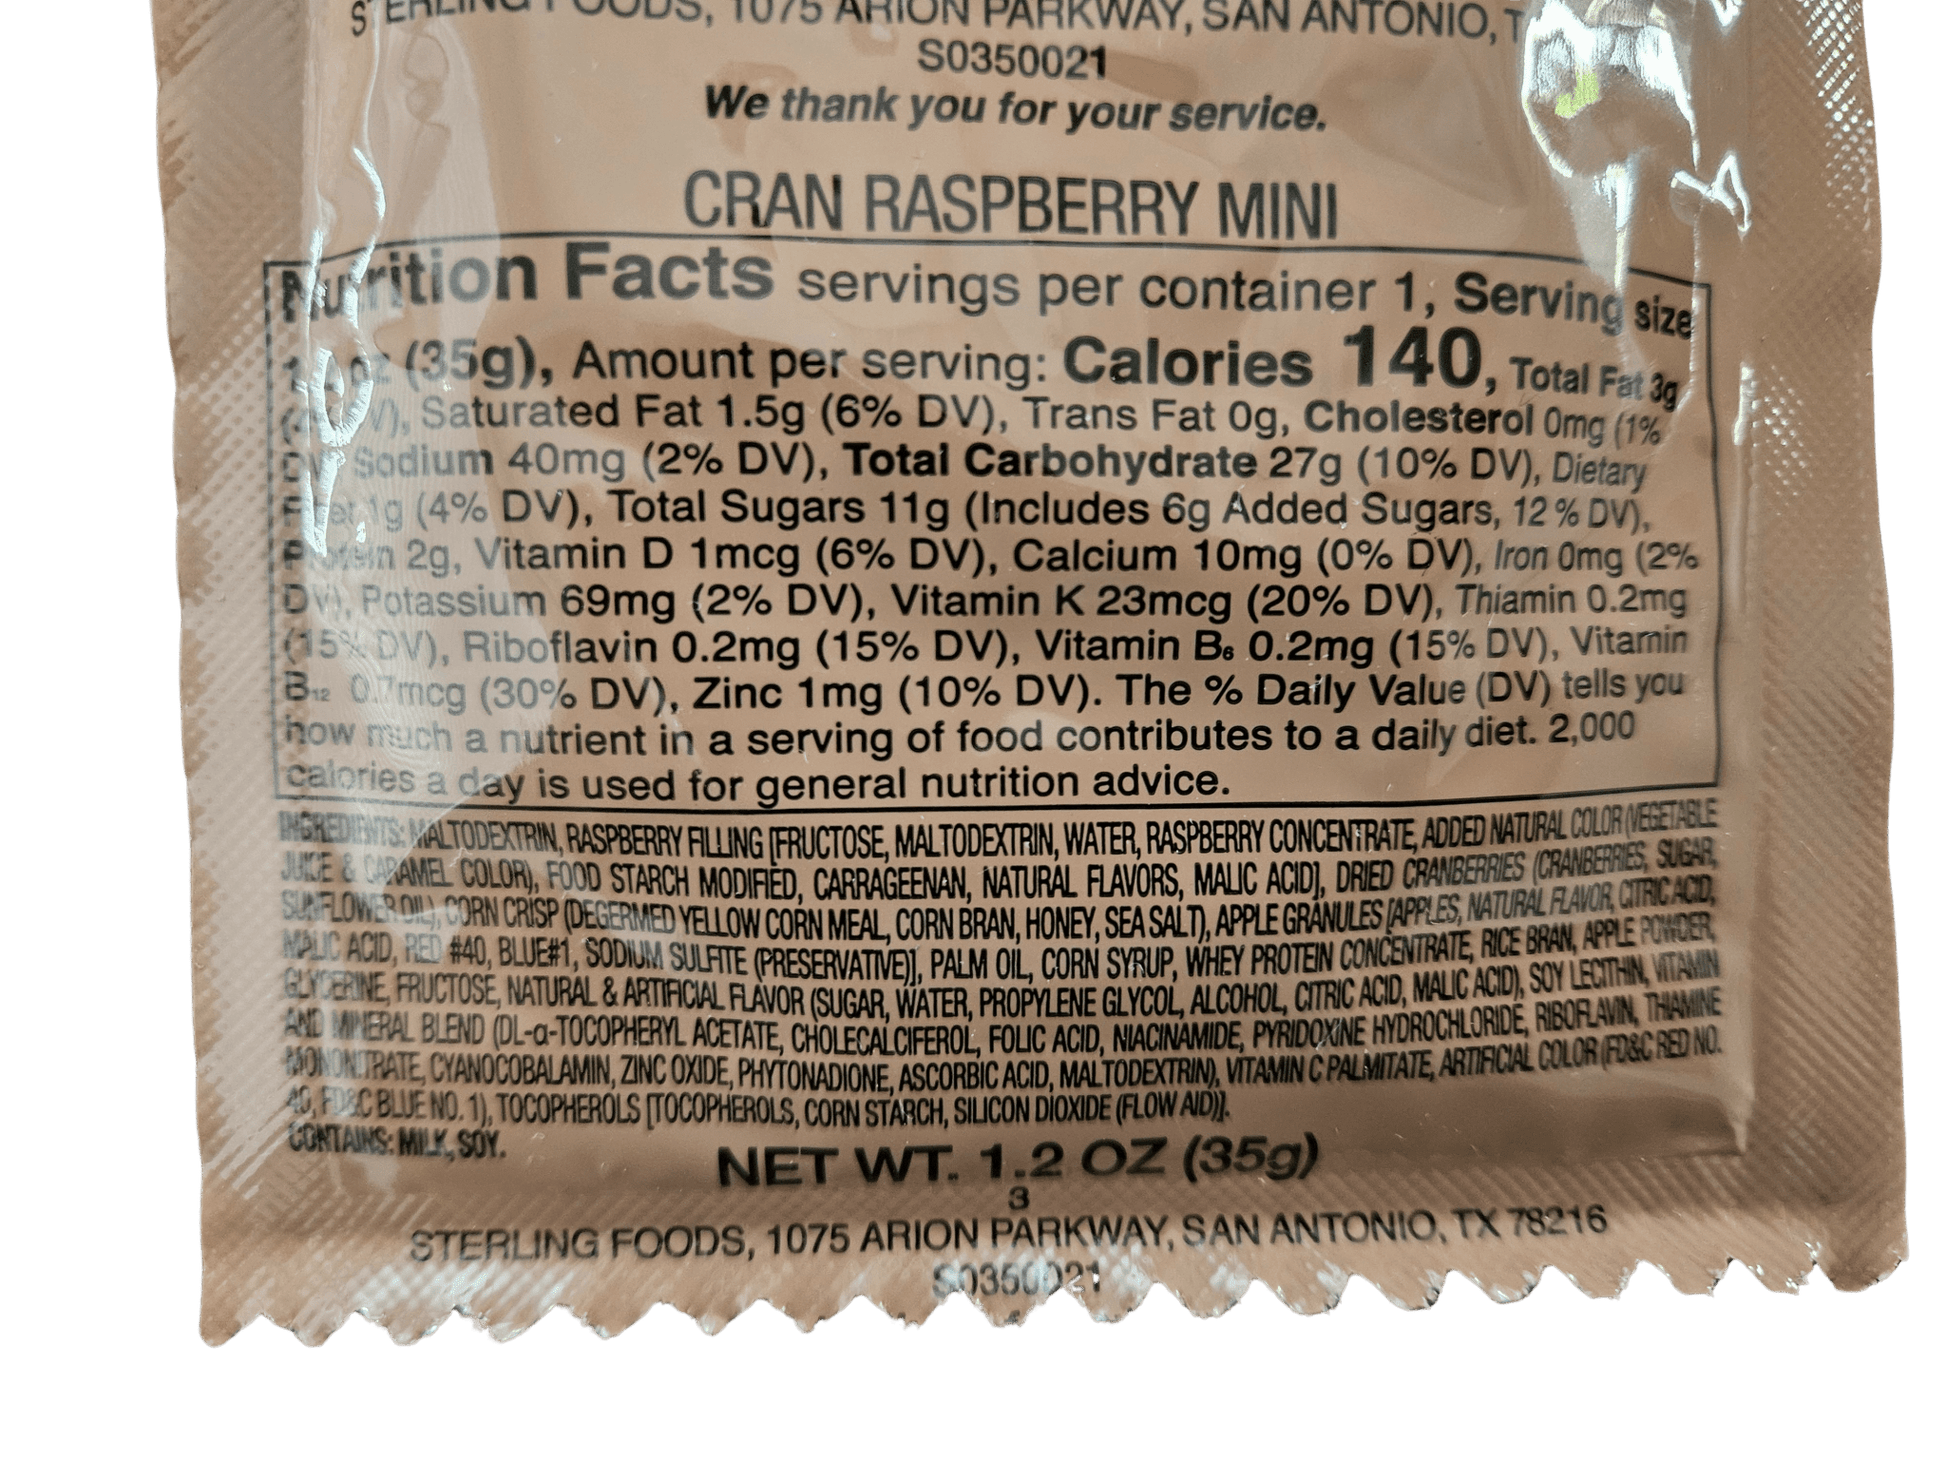 STERLING FOODS, 1075 ARION PARKWAY, SAN ANTONIO, T
S0350021
We thank you for your service.
CRAN RASPBERRY MINI
Nutrition Facts servings per container 1, Serving size
(35g), Amount per serving: Calories 140, Total Fat 3g
Saturated Fat 1.5g (6% DV), Trans Fat 0g, Cholesterol 0mg (1%
DV), Sodium 40mg (2% DV), Total Carbohydrate 27g (10% DV), Dietary
Fiber 1g (4% DV), Total Sugars 11g (Includes 6g Added Sugars, 12% DV),
Protein 2g, Vitamin D 1mcg (6% DV), Calcium 10mg (0% DV), Iron 0mg (2%
DV), Potassium 69mg (2% DV), Vitamin K 23mcg (20% DV), Thiamin 0.2mg
(15% DV), Riboflavin 0.2mg (15% DV), Vitamin B₆ 0.2mg (15% DV), Vitamin
B₁₂ 0.7mcg (30% DV), Zinc 1mg (10% DV). The % Daily Value (DV) tells you
how much a nutrient in a serving of food contributes to a daily diet. 2,000
calories a day is used for general nutrition advice.
INGREDIENTS: MALTODEXTRIN, RASPBERRY FILLING [FRUCTOSE, MALTODEXTRIN, WATER, RASPBERRY CONCENTRATE, ADDED NATURAL COLOR (VEGETABLE
JUICE & CARAMEL COLOR), FOOD STARCH MODIFIED, CARRAGEENAN, NATURAL FLAVORS, MALIC ACID], DRIED CRANBERRIES (CRANBERRIES, SUGAR,
SUNFLOWER OIL), CORN CRISP (DEGERMED YELLOW CORN MEAL, CORN BRAN, HONEY, SEA SALT), APPLE GRANULES [APPLES, NATURAL FLAVOR, CITRIC ACID,
MALIC ACID, RED #40, BLUE#1, SODIUM SULFITE (PRESERVATIVE)], PALM OIL, CORN SYRUP, WHEY PROTEIN CONCENTRATE, RICE BRAN, APPLE POWDER,
GLYCERINE, FRUCTOSE, NATURAL & ARTIFICIAL FLAVOR (SUGAR, WATER, PROPYLENE GLYCOL, ALCOHOL, CITRIC ACID, MALIC ACID), SOY LECITHIN, VITAMIN
AND MINERAL BLEND (DL-α-TOCOPHERYL ACETATE, CHOLECALCIFEROL, FOLIC ACID, NIACINAMIDE, PYRIDOXINE HYDROCHLORIDE, RIBOFLAVIN, THIAMINE
MONONITRATE, CYANOCOBALAMIN, ZINC OXIDE, PHYTONADIONE, ASCORBIC ACID, MALTODEXTRIN), VITAMIN C PALMITATE, ARTIFICIAL COLOR (FD&C RED NO.
40, FD&C BLUE NO. 1), TOCOPHEROLS [TOCOPHEROLS, CORN STARCH, SILICON DIOXIDE (FLOW AID)].
CONTAINS: MILK, SOY.
NET WT. 1.2 OZ (35g)
3
STERLING FOODS, 1075 ARION PARKWAY, SAN ANTONIO, TX 78216
S0350021